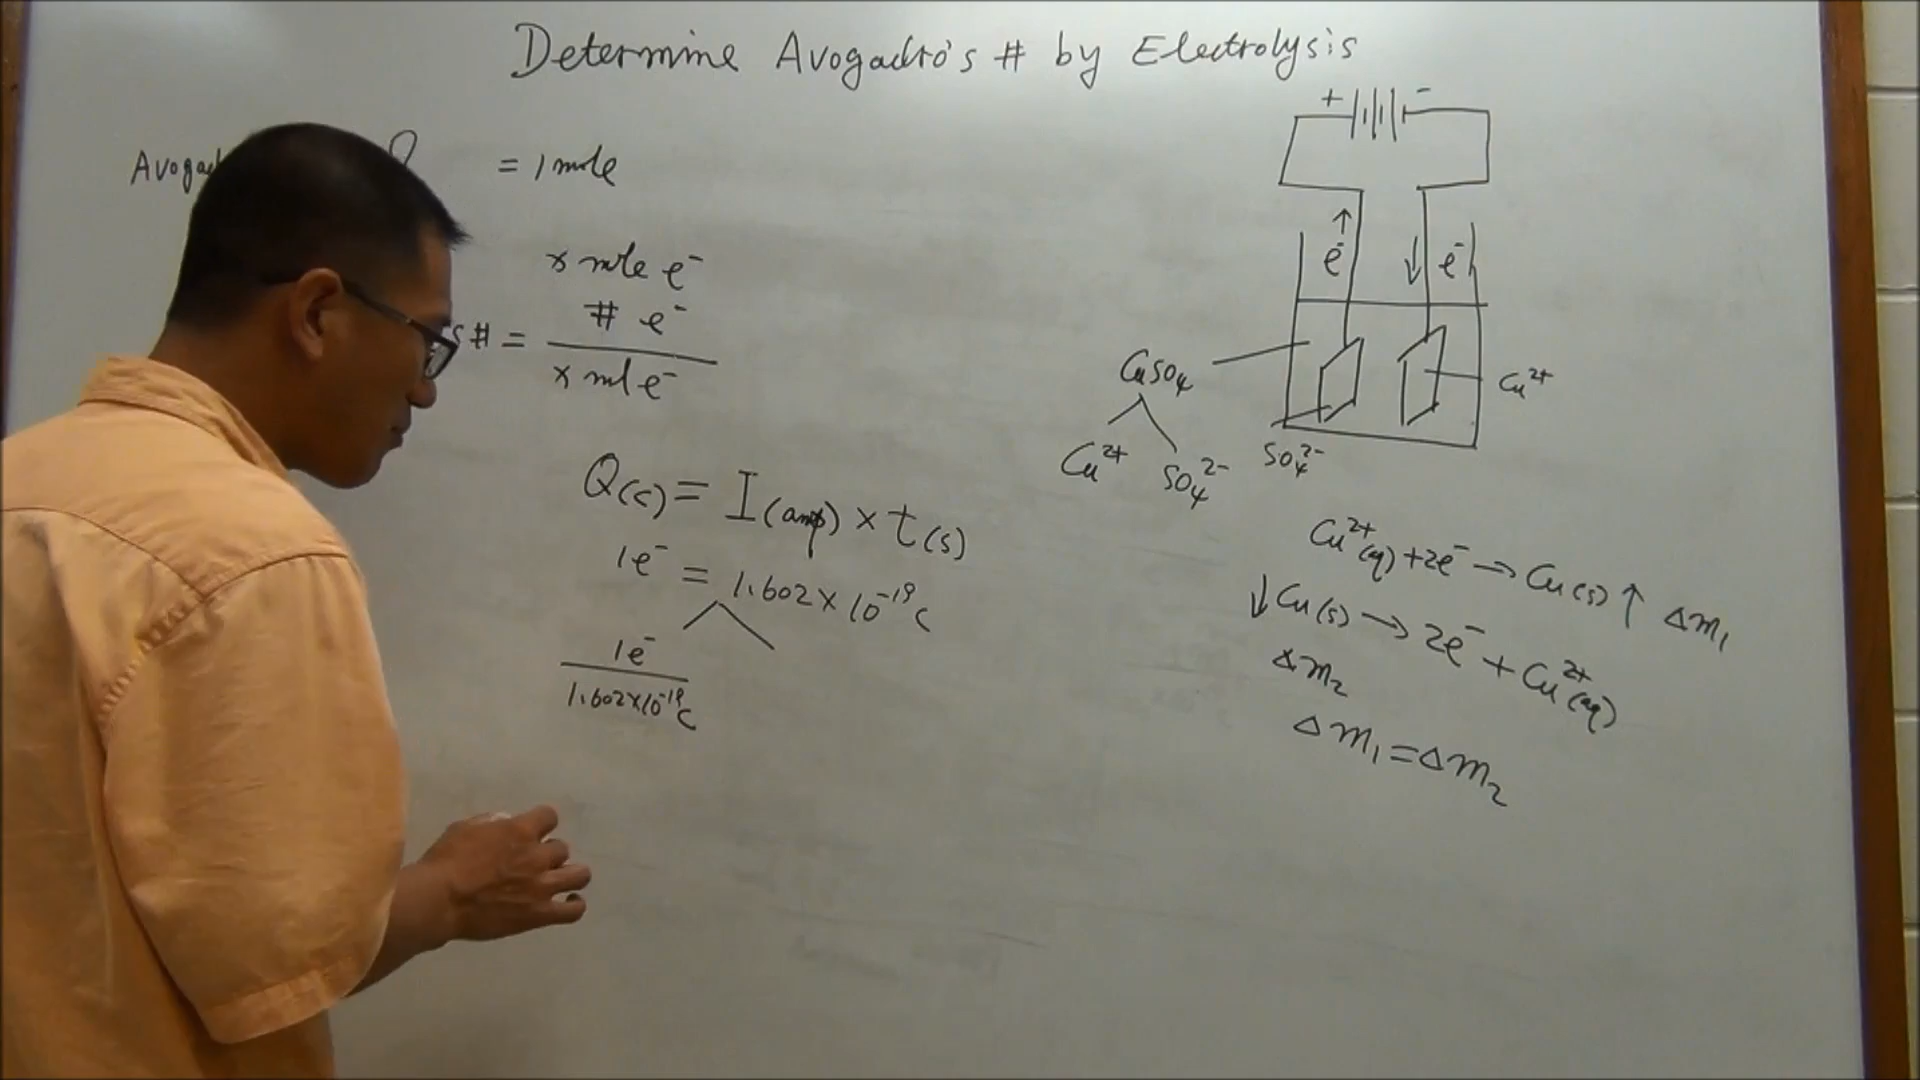 Determine Avogadro's # by Electrolysis
= 1 mole
x mole e⁻
# e⁻
s # =
x mol e⁻
Q(c) = I(amp) × t(s)
1e⁻ = 1.602 × 10⁻¹⁹ C
1e⁻
1.602×10⁻¹⁹ C
+ −
e⁻ e⁻
CuSO₄
Cu²⁺
Cu²⁺ SO₄²⁻
SO₄²⁻
Cu²⁺(aq) + 2e⁻ → Cu(s) ↑ Δm₁
↓ Cu(s) → 2e⁻ + Cu²⁺(aq)
Δm₂
Δm₁ = Δm₂